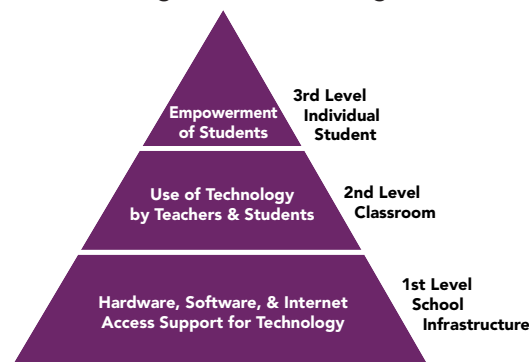 Empowerment
of Students
3rd Level
Individual
Student
Use of Technology
by Teachers & Students
2nd Level
Classroom
Hardware, Software, & Internet
Access Support for Technology
1st Level
School
Infrastructure